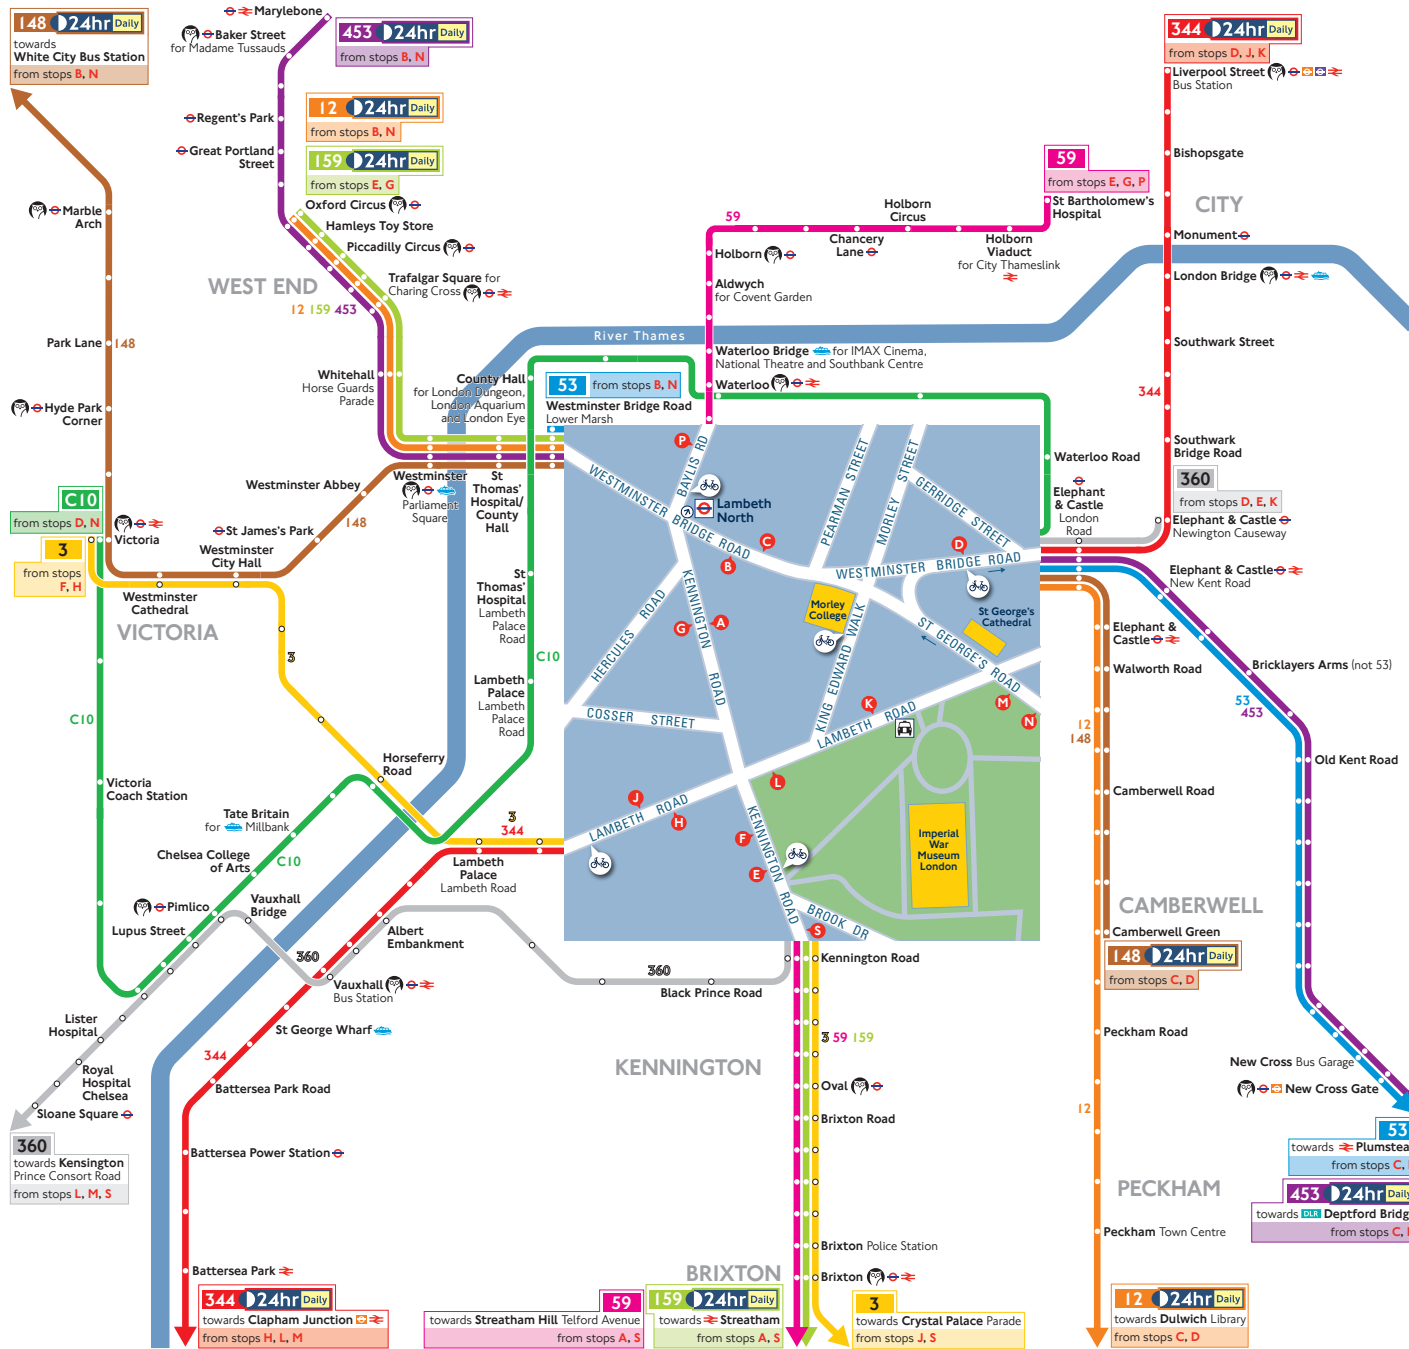 148 24hr Daily
towards
White City Bus Station
from stops B, N
Marylebone
Baker Street
for Madame Tussauds
453 24hr Daily
from stops B, N
Regent's Park
Great Portland
Street
12 24hr Daily
from stops B, N
159 24hr Daily
from stops E, G
Oxford Circus
Hamleys Toy Store
Piccadilly Circus
Trafalgar Square for
Charing Cross
WEST END
12 159 453
Marble
Arch
Park Lane
148
Hyde Park
Corner
Whitehall
Horse Guards
Parade
344 24hr Daily
from stops D, J, K
Liverpool Street
Bus Station
Bishopsgate
CITY
Monument
London Bridge
Southwark Street
344
Southwark
Bridge Road
59
from stops E, G, P
St Bartholomew's
Hospital
Holborn
Circus
59
Chancery
Lane
Holborn
Viaduct
for City Thameslink
Holborn
Aldwych
for Covent Garden
River Thames
Waterloo Bridge for IMAX Cinema,
National Theatre and Southbank Centre
Waterloo
County Hall
for London Dungeon,
London Aquarium
and London Eye
53 from stops B, N
Westminster Bridge Road
Lower Marsh
Waterloo Road
360
from stops D, E, K
Elephant & Castle
Newington Causeway
Elephant
& Castle
London
Road
Elephant & Castle
New Kent Road
Elephant &
Castle
Walworth Road
Bricklayers Arms (not 53)
53
453
Old Kent Road
12
148
Camberwell Road
CAMBERWELL
Camberwell Green
148 24hr Daily
from stops C, D
Peckham Road
12
New Cross Bus Garage
New Cross Gate
53
towards Plumstea
from stops C,
453 24hr Daily
towards DLR Deptford Bridg
from stops C,
PECKHAM
Peckham Town Centre
12 24hr Daily
towards Dulwich Library
from stops C, D
C10
from stops D, N
Victoria
3
from stops
F, H
Westminster Abbey
St James's Park
148
Westminster
City Hall
Westminster
Cathedral
VICTORIA
Westminster
Parliament
Square
St
Thomas'
Hospital/
County
Hall
St
Thomas'
Hospital
Lambeth
Palace
Road
C10
Lambeth
Palace
Lambeth
Palace
Road
3
C10
Horseferry
Road
Victoria
Coach Station
Tate Britain
for Millbank
Chelsea College
of Arts
C10
3
344
Lambeth
Palace
Lambeth Road
Pimlico
Vauxhall
Bridge
Lupus Street
360
Albert
Embankment
Vauxhall
Bus Station
360
Black Prince Road
Lister
Hospital
St George Wharf
344
Royal
Hospital
Chelsea
Battersea Park Road
Sloane Square
360
towards Kensington
Prince Consort Road
from stops L, M, S
Battersea Power Station
Battersea Park
344 24hr Daily
towards Clapham Junction
from stops H, L, M
P
BAYLIS RD
Lambeth
North
WESTMINSTER BRIDGE ROAD
C
B
PEARMAN STREET
MORLEY STREET
GERRIDGE STREET
D
WESTMINSTER BRIDGE ROAD
Morley
College
St George's
Cathedral
HERCULES ROAD
KENNINGTON ROAD
G
A
KING EDWARD WALK
ST GEORGE'S ROAD
COSSER STREET
K
M
N
LAMBETH ROAD
L
J
H
LAMBETH ROAD
F
E
KENNINGTON ROAD
Imperial
War
Museum
London
BROOK DR
S
Kennington Road
3 59 159
KENNINGTON
Oval
Brixton Road
Brixton Police Station
BRIXTON
Brixton
59
towards Streatham Hill Telford Avenue
from stops A, S
159 24hr Daily
towards Streatham
from stops A, S
3
towards Crystal Palace Parade
from stops J, S